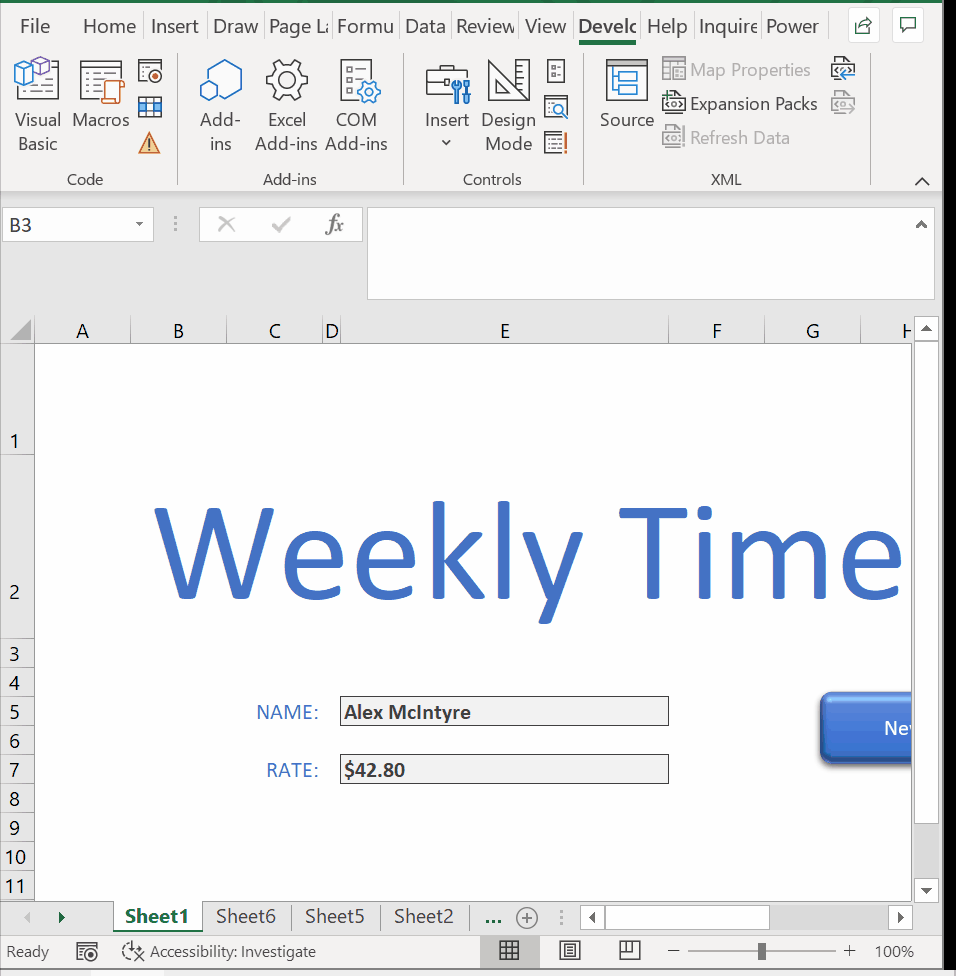 File Home Insert Draw Page La Formu Data Review View Develo Help Inquire Power
Visual Basic
Macros
Add-ins
Excel Add-ins
COM Add-ins
Insert
Design Mode
Source
Map Properties
Expansion Packs
Refresh Data
Code Add-ins Controls XML
B3 fx
A B C D E F G H
1
2 Weekly Time
3
4
5 NAME: Alex McIntyre
6 Nev
7 RATE: $42.80
8
9
10
11
Sheet1 Sheet6 Sheet5 Sheet2 ...
Ready Accessibility: Investigate 100%